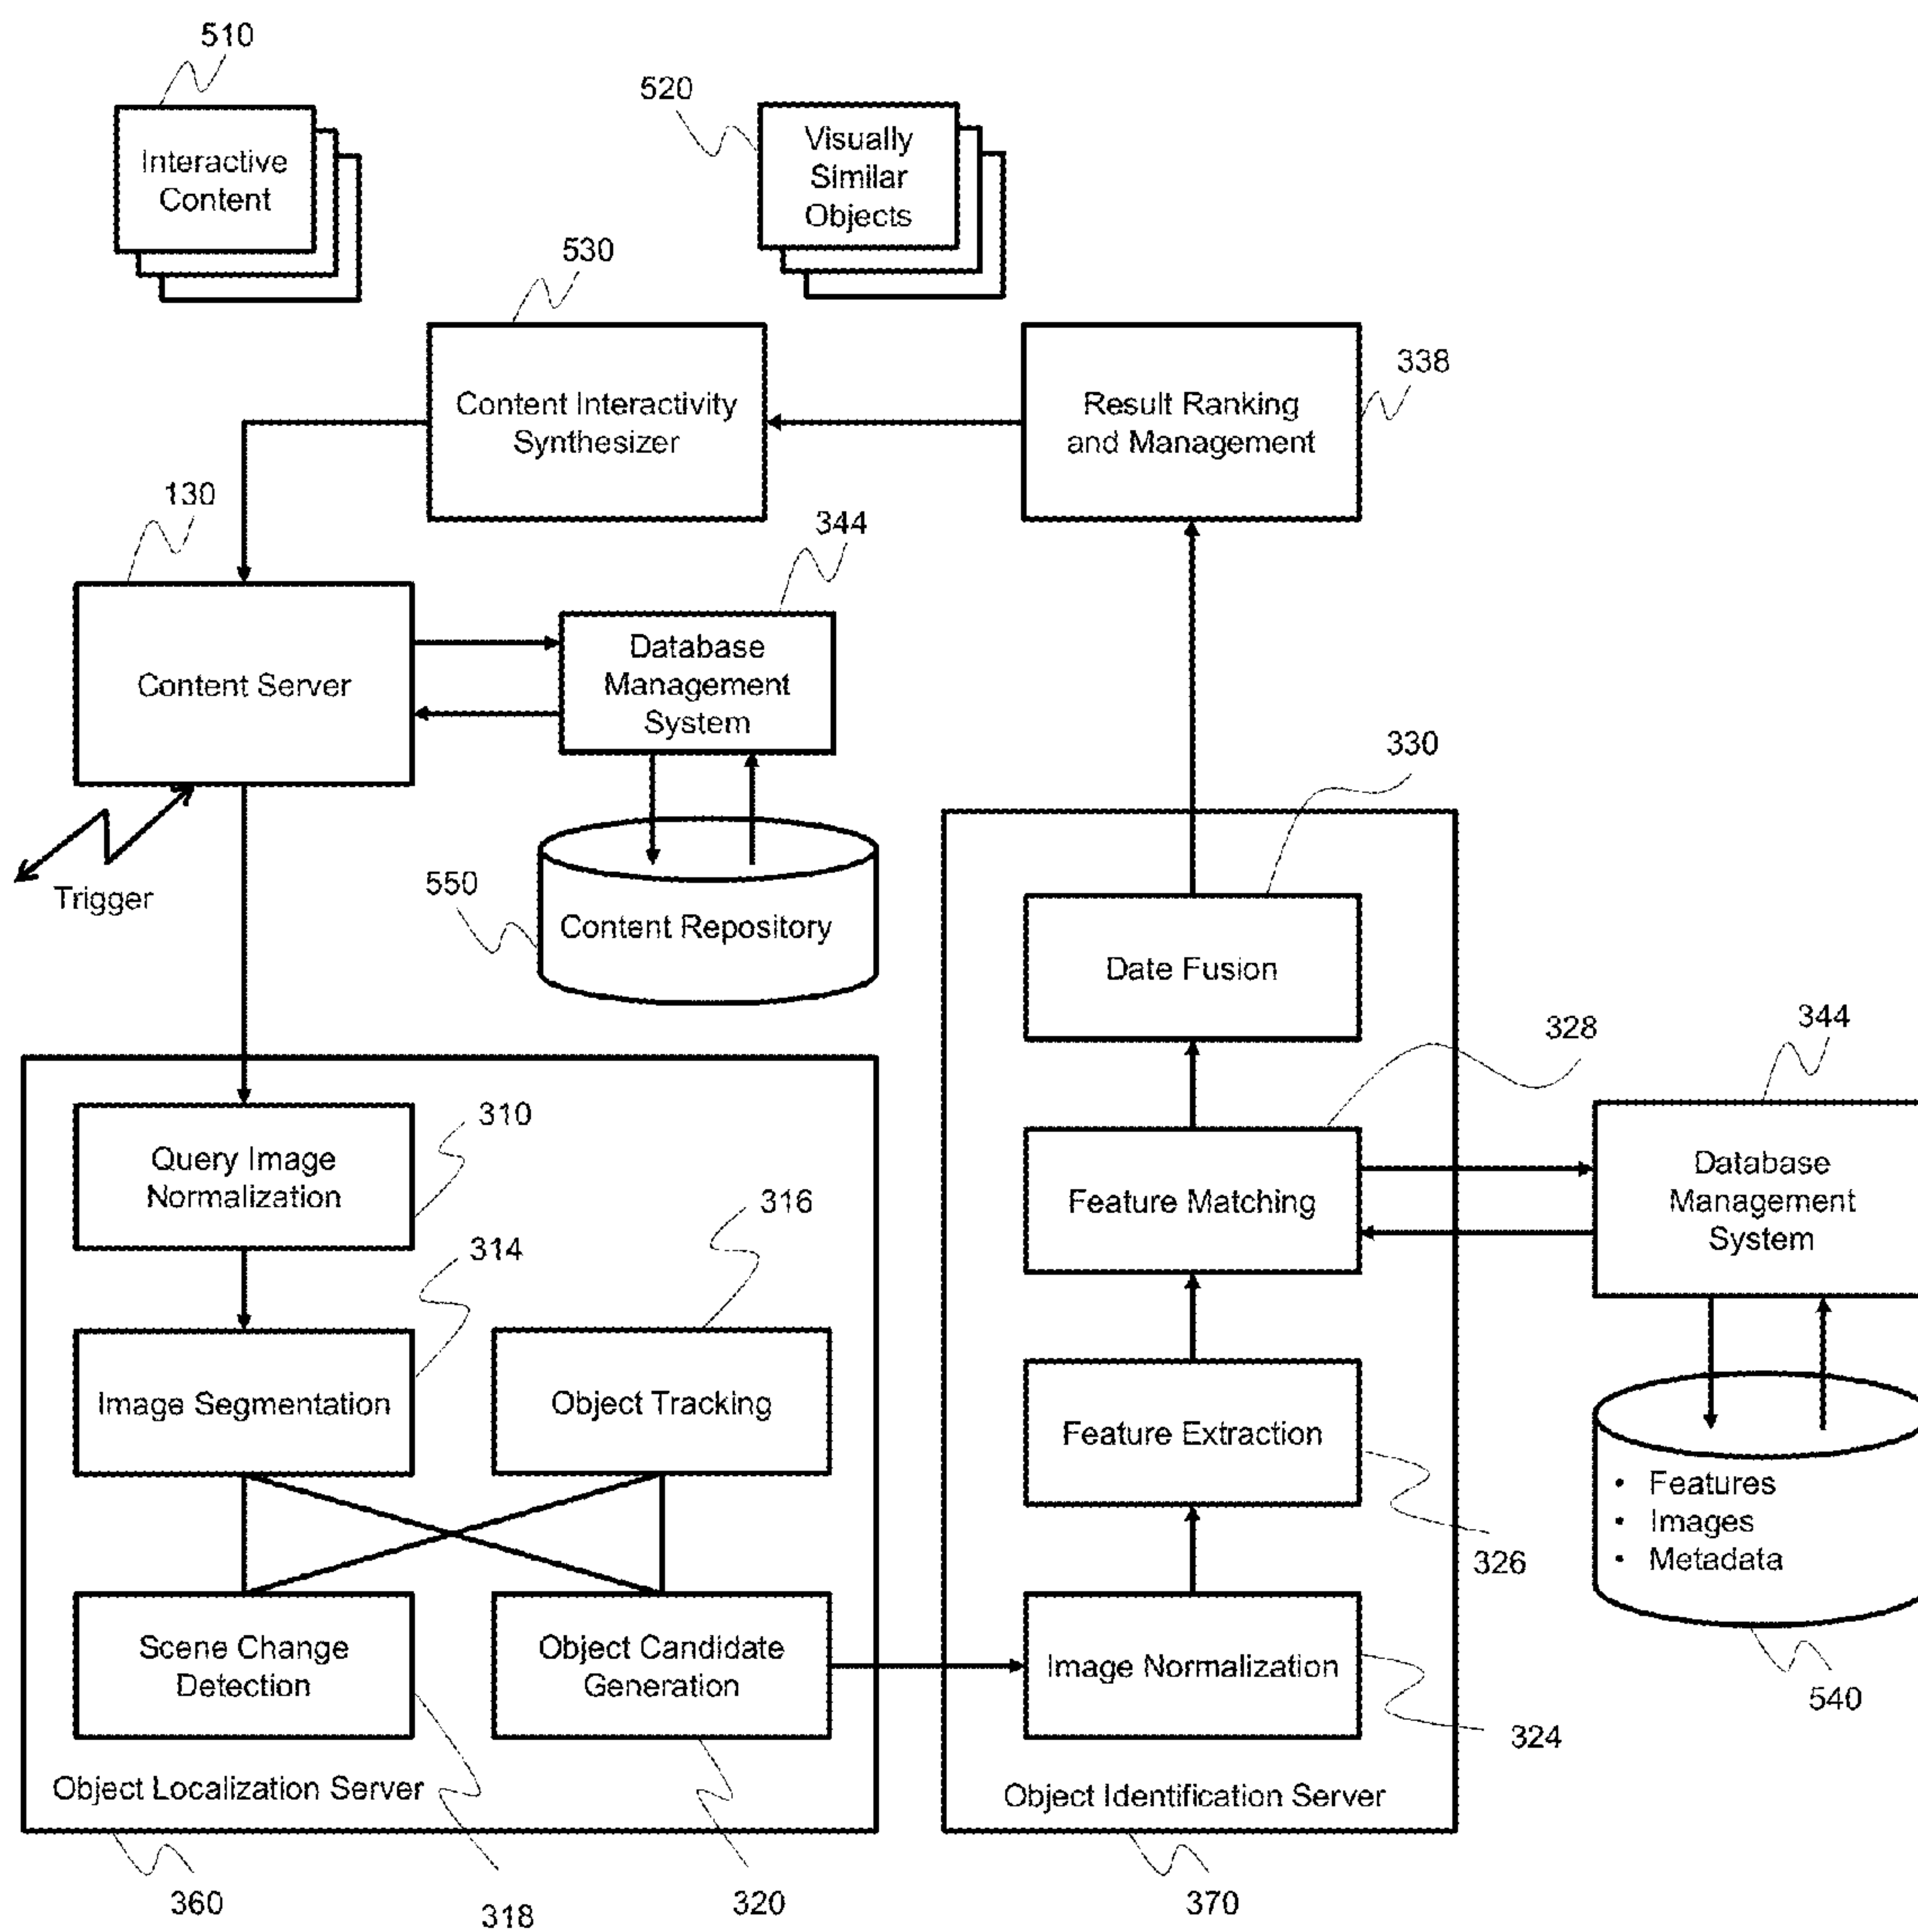 510
520
Interactive
Content
Visually
Similar
Objects
530
338
Content Interactivity
Synthesizer
Result Ranking
and Management
130
344
Content Server
Database
Management
System
330
Trigger
550
Content Repository
Date Fusion
328
344
310
Query Image
Normalization
316
Feature Matching
Database
Management
System
314
Image Segmentation
Object Tracking
Feature Extraction
• Features
• Images
• Metadata
326
Scene Change
Detection
Object Candidate
Generation
Image Normalization
540
324
Object Localization Server
Object Identification Server
360
318
320
370